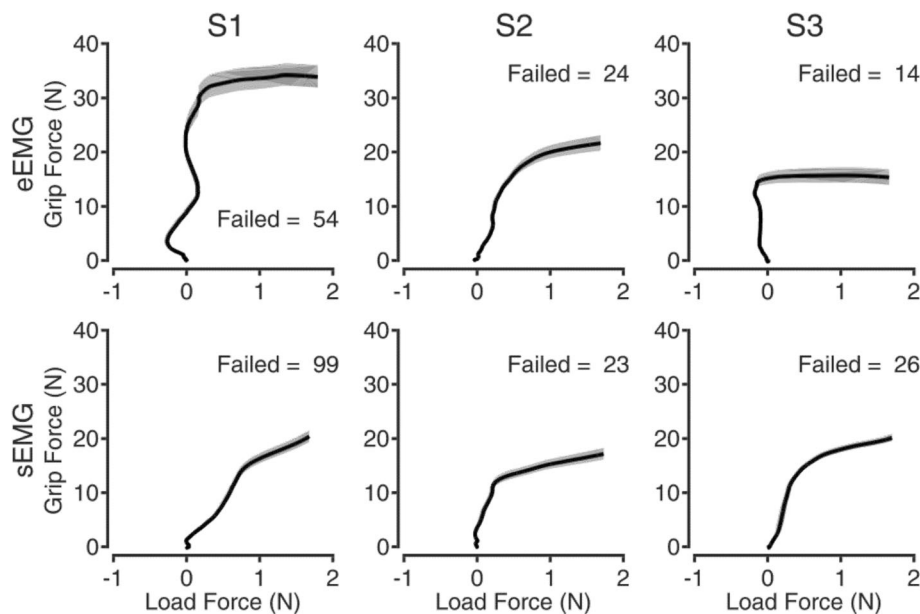 S1 S2 S3
eEMG
Grip Force (N)
40
30
20
10
0
Failed = 54
-1 0 1 2
40
30
20
10
0
Failed = 24
-1 0 1 2
40
30
20
10
0
Failed = 14
-1 0 1 2
sEMG
Grip Force (N)
40
30
20
10
0
Failed = 99
-1 0 1 2
Load Force (N)
40
30
20
10
0
Failed = 23
-1 0 1 2
Load Force (N)
40
30
20
10
0
Failed = 26
-1 0 1 2
Load Force (N)